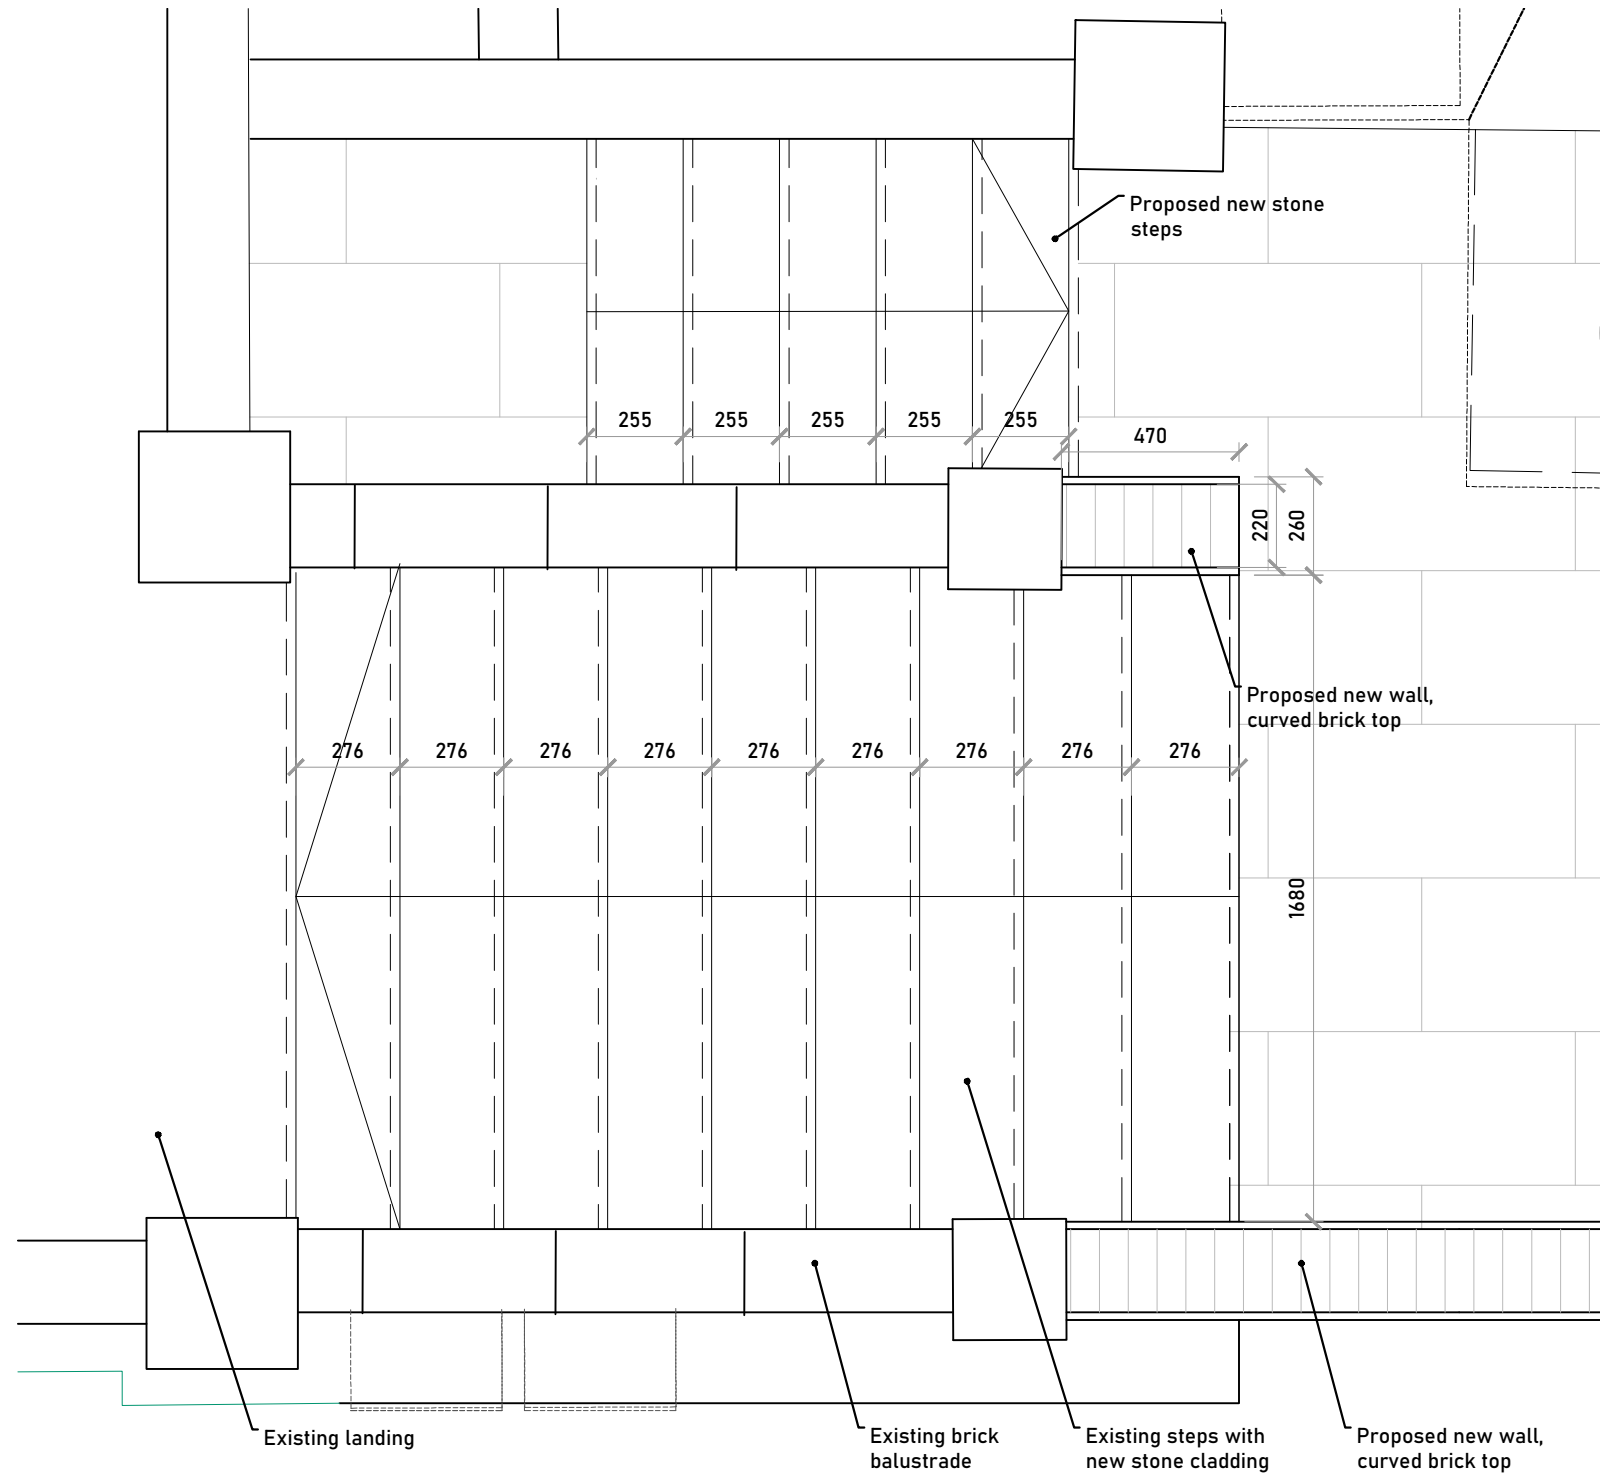 Proposed new stone
steps
255 255 255 255 255
470
220
260
Proposed new wall,
curved brick top
276 276 276 276 276 276 276 276 276
1680
Existing landing
Existing brick
balustrade
Existing steps with
new stone cladding
Proposed new wall,
curved brick top